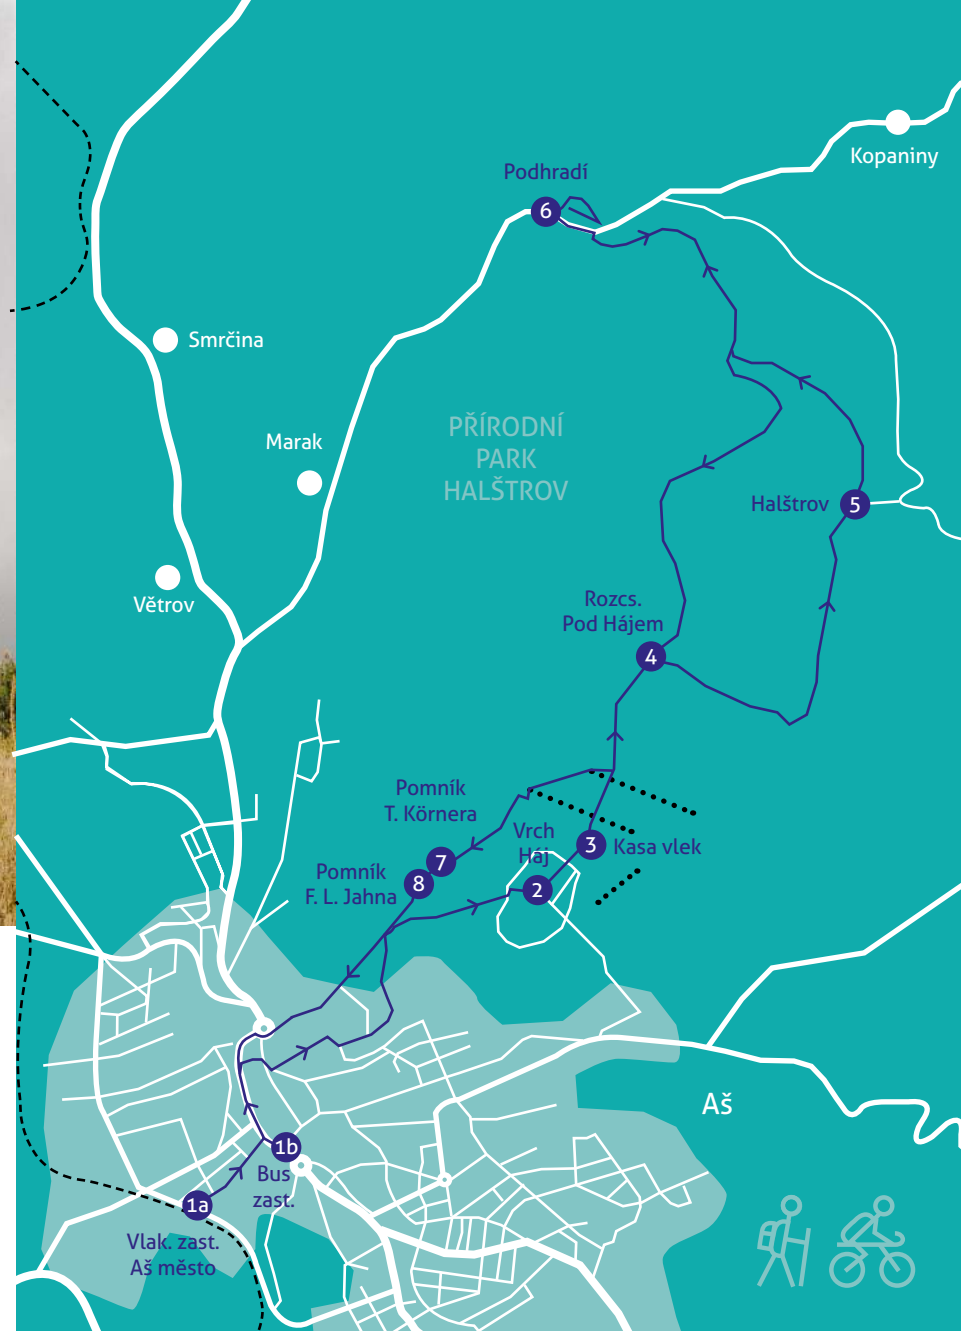 Kopaniny
Podhradí
6
Smrčina
PŘÍRODNÍ
PARK
HALŠTROV
Marak
Halštrov
5
Větrov
Rozcs.
Pod Hájem
4
Pomník
T. Körnera
7
Vrch
Háj
2
3
Kasa vlek
Pomník
F. L. Jahna
8
Aš
1b
Bus
zast.
1a
Vlak. zast.
Aš město